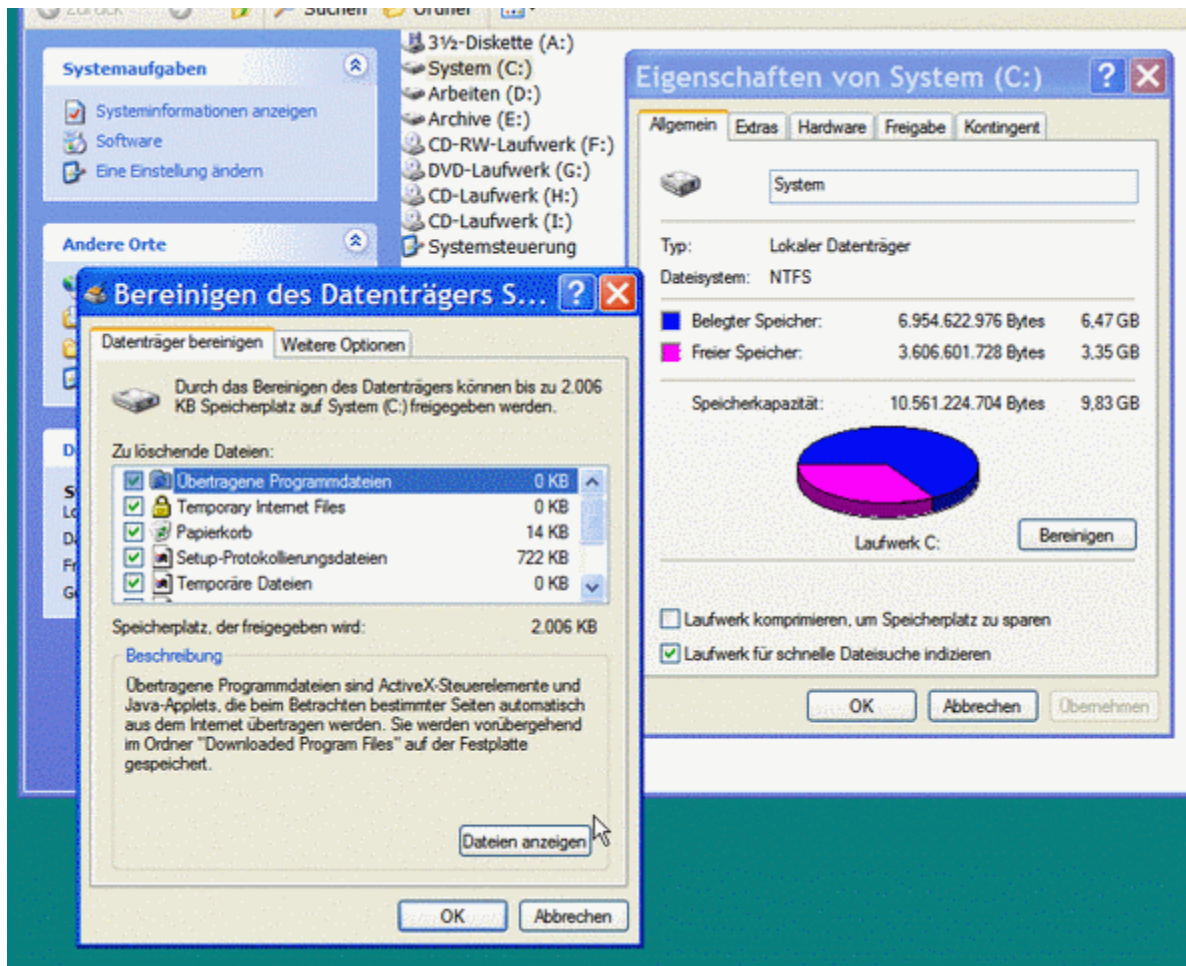 Zurück
Suchen
Ordner
Systemaufgaben
Systeminformationen anzeigen
Software
Eine Einstellung ändern
Andere Orte
3½-Diskette (A:)
System (C:)
Arbeiten (D:)
Archive (E:)
CD-RW-Laufwerk (F:)
DVD-Laufwerk (G:)
CD-Laufwerk (H:)
CD-Laufwerk (I:)
Systemsteuerung
Eigenschaften von System (C:)
Allgemein Extras Hardware Freigabe Kontingent
System
Typ: Lokaler Datenträger
Dateisystem: NTFS
Belegter Speicher: 6.954.622.976 Bytes 6,47 GB
Freier Speicher: 3.606.601.728 Bytes 3,35 GB
Speicherkapazität: 10.561.224.704 Bytes 9,83 GB
Laufwerk C:
Bereinigen
Laufwerk komprimieren, um Speicherplatz zu sparen
Laufwerk für schnelle Dateisuche indizieren
OK Abbrechen Übernehmen
Bereinigen des Datenträgers S...
Datenträger bereinigen Weitere Optionen
Durch das Bereinigen des Datenträgers können bis zu 2.006
KB Speicherplatz auf System (C:) freigegeben werden.
Zu löschende Dateien:
Übertragene Programmdateien 0 KB
Temporary Internet Files 0 KB
Papierkorb 14 KB
Setup-Protokollierungsdateien 722 KB
Temporäre Dateien 0 KB
Speicherplatz, der freigegeben wird: 2.006 KB
Beschreibung
Übertragene Programmdateien sind ActiveX-Steuerelemente und
Java-Applets, die beim Betrachten bestimmter Seiten automatisch
aus dem Internet übertragen werden. Sie werden vorübergehend
im Ordner "Downloaded Program Files" auf der Festplatte
gespeichert.
Dateien anzeigen
OK Abbrechen